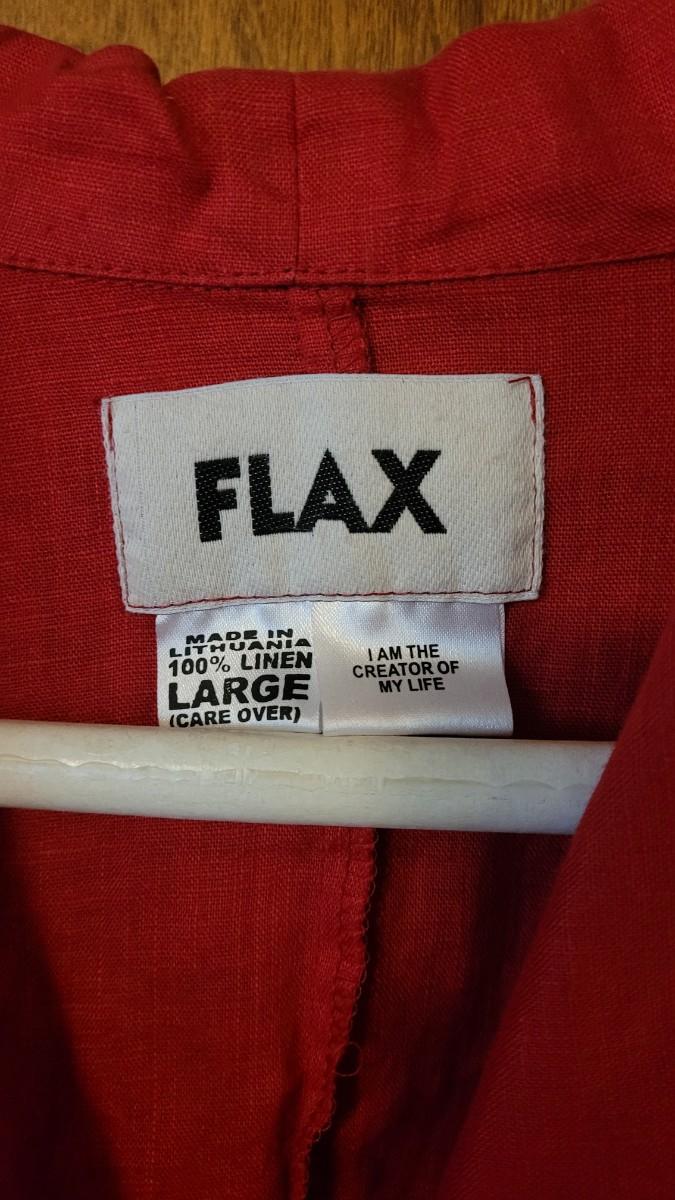 FLAX
MADE IN
LITHUANIA
100% LINEN
LARGE
(CARE OVER)
I AM THE
CREATOR OF
MY LIFE